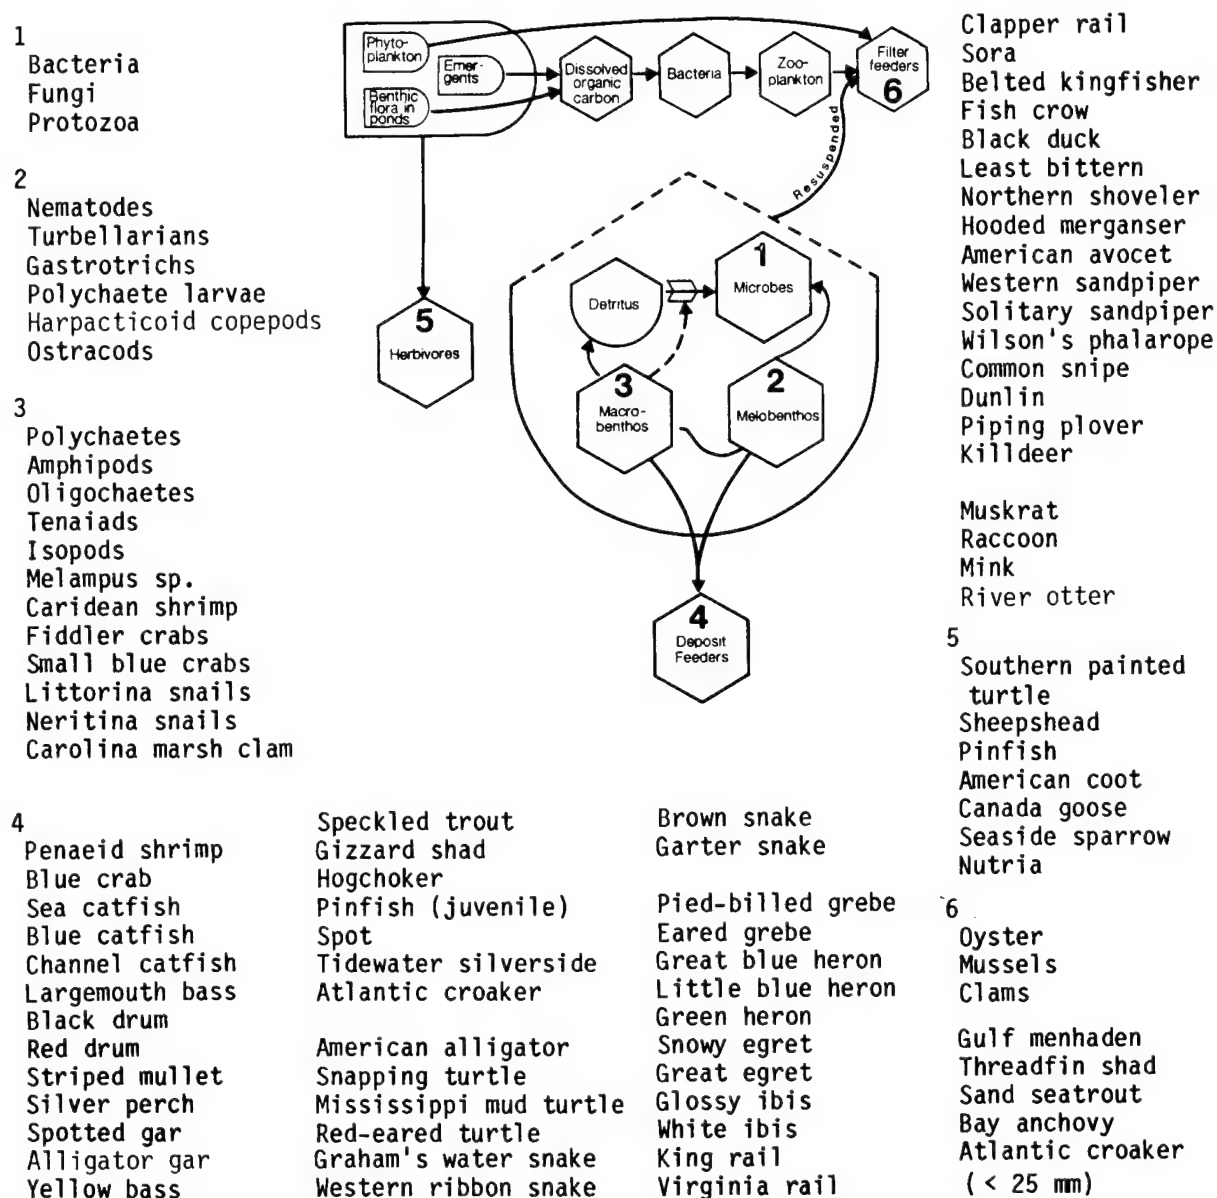 1
Bacteria
Fungi
Protozoa
2
Nematodes
Turbellarians
Gastrotrichs
Polychaete larvae
Harpacticoid copepods
Ostracods
3
Polychaetes
Amphipods
Oligochaetes
Tenaiads
Isopods
Melampus sp.
Caridean shrimp
Fiddler crabs
Small blue crabs
Littorina snails
Neritina snails
Carolina marsh clam
Phyto-
plankton
Emer-
gents
Benthic
flora in
ponds
Dissolved
organic
carbon
Bacteria
Zoo-
plankton
Filter
feeders
6
Resuspended
1
Microbes
Detritus
5
Herbivores
3
Macro-
benthos
2
Meiobenthos
4
Deposit
Feeders
4
Penaeid shrimp
Blue crab
Sea catfish
Blue catfish
Channel catfish
Largemouth bass
Black drum
Red drum
Striped mullet
Silver perch
Spotted gar
Alligator gar
Yellow bass
Speckled trout
Gizzard shad
Hogchoker
Pinfish (juvenile)
Spot
Tidewater silverside
Atlantic croaker
American alligator
Snapping turtle
Mississippi mud turtle
Red-eared turtle
Graham's water snake
Western ribbon snake
Brown snake
Garter snake
Pied-billed grebe
Eared grebe
Great blue heron
Little blue heron
Green heron
Snowy egret
Great egret
Glossy ibis
White ibis
King rail
Virginia rail
Clapper rail
Sora
Belted kingfisher
Fish crow
Black duck
Least bittern
Northern shoveler
Hooded merganser
American avocet
Western sandpiper
Solitary sandpiper
Wilson's phalarope
Common snipe
Dunlin
Piping plover
Killdeer
Muskrat
Raccoon
Mink
River otter
5
Southern painted
turtle
Sheepshead
Pinfish
American coot
Canada goose
Seaside sparrow
Nutria
6
Oyster
Mussels
Clams
Gulf menhaden
Threadfin shad
Sand seatrout
Bay anchovy
Atlantic croaker
(< 25 mm)